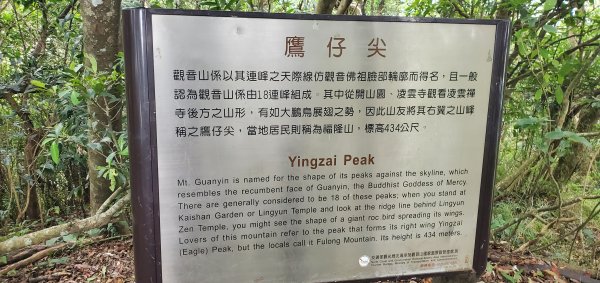 鷹仔尖
觀音山係以其連峰之天際線仿觀音佛祖臉部輪廓而得名，且一般
認為觀音山係由18連峰組成。其中從開山園、凌雲寺觀看凌雲禪
寺後方之山形，有如大鵬鳥展翅之勢，因此山友將其右翼之山峰
稱之鷹仔尖，當地居民則稱為福隆山，標高434公尺。
Yingzai Peak
Mt. Guanyin is named for the shape of its peaks against the skyline, which
resembles the recumbent face of Guanyin, the Buddhist Goddess of Mercy.
There are generally considered to be 18 of these peaks; when you stand at
Kaishan Garden or Lingyun Temple and look at the ridge line behind Lingyun
Zen Temple, you might see the shape of a giant roc bird spreading its wings.
Lovers of this mountain refer to the peak that forms its right wing Yingzai
(Eagle) Peak, but the locals call it Fulong Mountain. Its height is 434 meters.